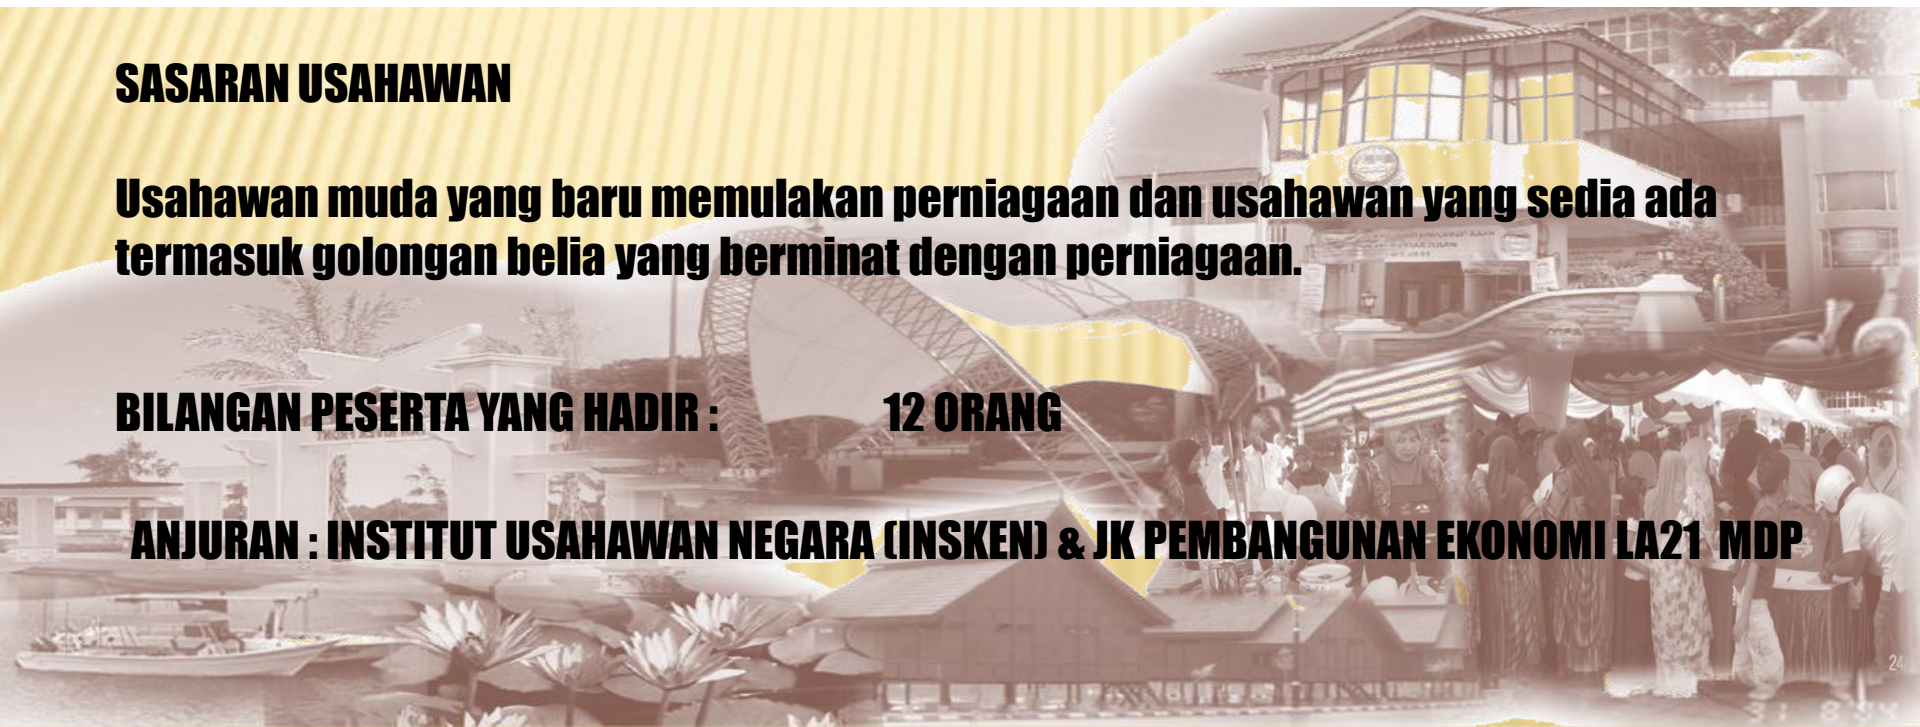 SASARAN USAHAWAN
Usahawan muda yang baru memulakan perniagaan dan usahawan yang sedia ada
termasuk golongan belia yang berminat dengan perniagaan.
BILANGAN PESERTA YANG HADIR : 12 ORANG
ANJURAN : INSTITUT USAHAWAN NEGARA (INSKEN) & JK PEMBANGUNAN EKONOMI LA21 MDP
24